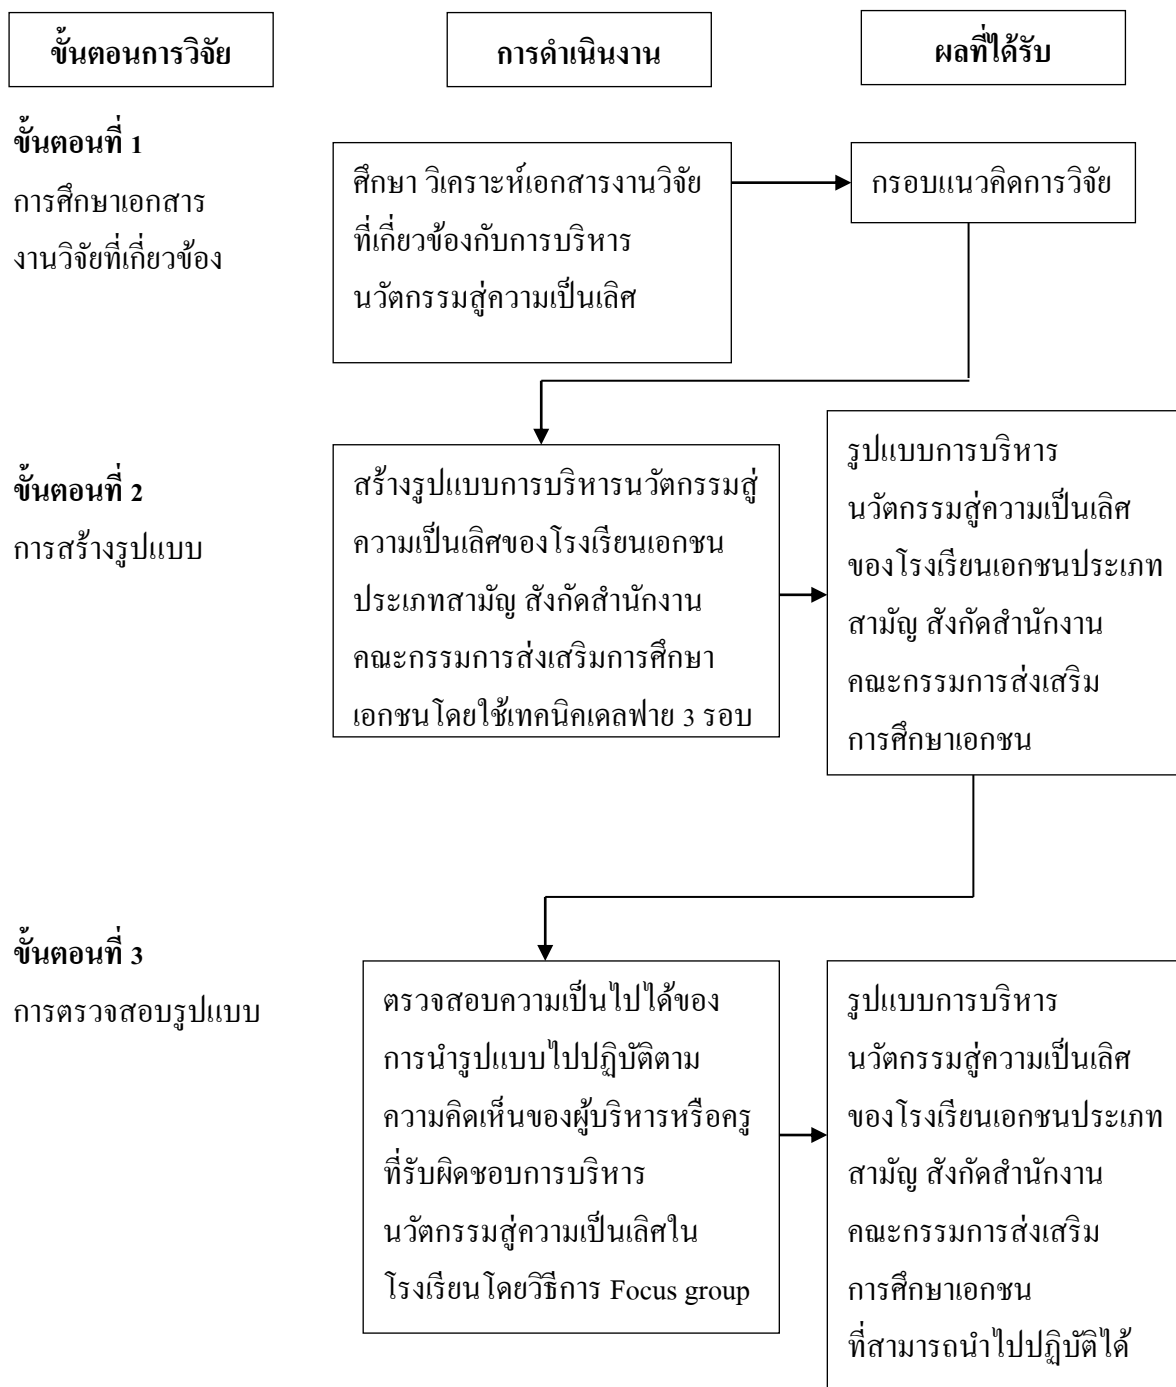 ขั้นตอนการวิจัย
การดำเนินงาน
ผลที่ได้รับ
ขั้นตอนที่ 1
การศึกษาเอกสาร
งานวิจัยที่เกี่ยวข้อง
ศึกษา วิเคราะห์เอกสารงานวิจัย
ที่เกี่ยวข้องกับการบริหาร
นวัตกรรมสู่ความเป็นเลิศ
กรอบแนวคิดการวิจัย
ขั้นตอนที่ 2
การสร้างรูปแบบ
สร้างรูปแบบการบริหารนวัตกรรมสู่
ความเป็นเลิศของโรงเรียนเอกชน
ประเภทสามัญ สังกัดสำนักงาน
คณะกรรมการส่งเสริมการศึกษา
เอกชนโดยใช้เทคนิคเดลฟาย 3 รอบ
รูปแบบการบริหาร
นวัตกรรมสู่ความเป็นเลิศ
ของโรงเรียนเอกชนประเภท
สามัญ สังกัดสำนักงาน
คณะกรรมการส่งเสริม
การศึกษาเอกชน
ขั้นตอนที่ 3
การตรวจสอบรูปแบบ
ตรวจสอบความเป็นไปได้ของ
การนำรูปแบบไปปฏิบัติตาม
ความคิดเห็นของผู้บริหารหรือครู
ที่รับผิดชอบการบริหาร
นวัตกรรมสู่ความเป็นเลิศใน
โรงเรียนโดยวิธีการ Focus group
รูปแบบการบริหาร
นวัตกรรมสู่ความเป็นเลิศ
ของโรงเรียนเอกชนประเภท
สามัญ สังกัดสำนักงาน
คณะกรรมการส่งเสริม
การศึกษาเอกชน
ที่สามารถนำไปปฏิบัติได้